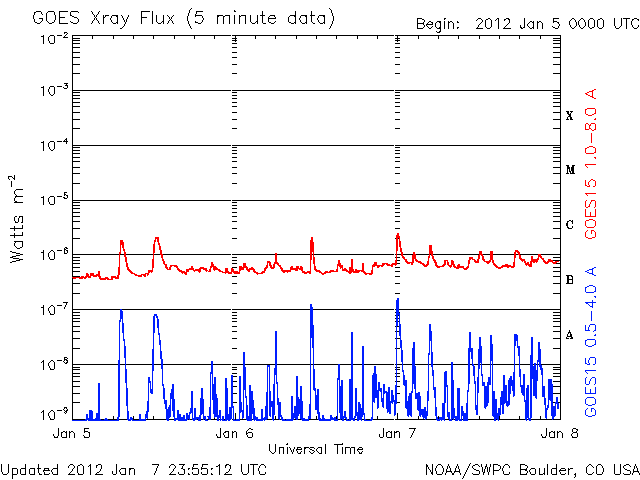 GOES Xray Flux (5 minute data)
Begin: 2012 Jan 5 0000 UTC
10⁻²
10⁻³
10⁻⁴
10⁻⁵
10⁻⁶
10⁻⁷
10⁻⁸
10⁻⁹
Watts m⁻²
X
M
C
B
A
GOES15 1.0-8.0 A
GOES15 0.5-4.0 A
Jan 5 Jan 6 Jan 7 Jan 8
Universal Time
Updated 2012 Jan 7 23:55:12 UTC
NOAA/SWPC Boulder, CO USA